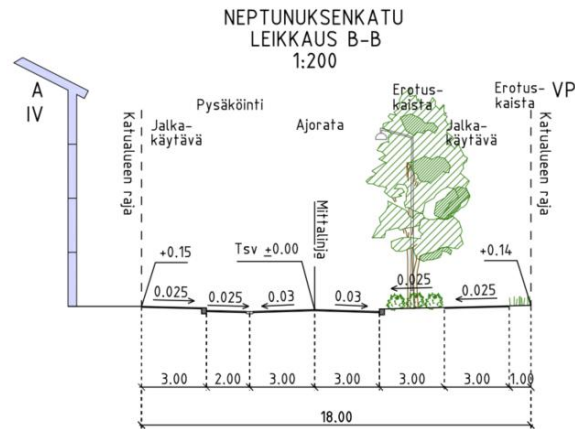 NEPTUNUKSENKATU
LEIKKAUS B-B
1:200
A
IV
Katualueen raja
Pysäköinti
Jalka-
käytävä
Ajorata
Erotus-
kaista
Jalka-
käytävä
Erotus-
kaista
VP
Katualueen raja
Mittalinja
+0.15
Tsv ±0.00
+0.14
0.025
0.025
0.03
0.03
0.025
0.025
3.00
2.00
3.00
3.00
3.00
3.00
1.00
18.00